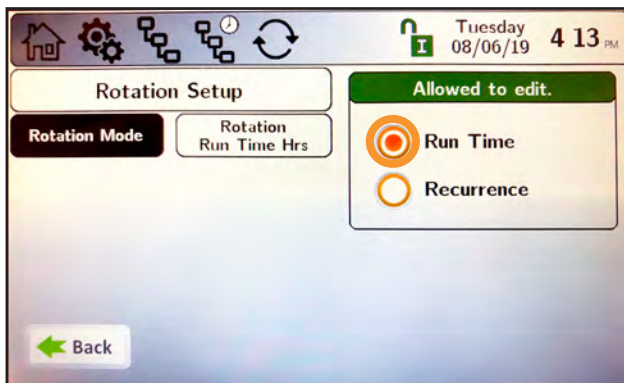 I
Tuesday
08/06/19
4 13 PM
Rotation Setup
Allowed to edit.
Rotation Mode
Rotation
Run Time Hrs
Run Time
Recurrence
Back